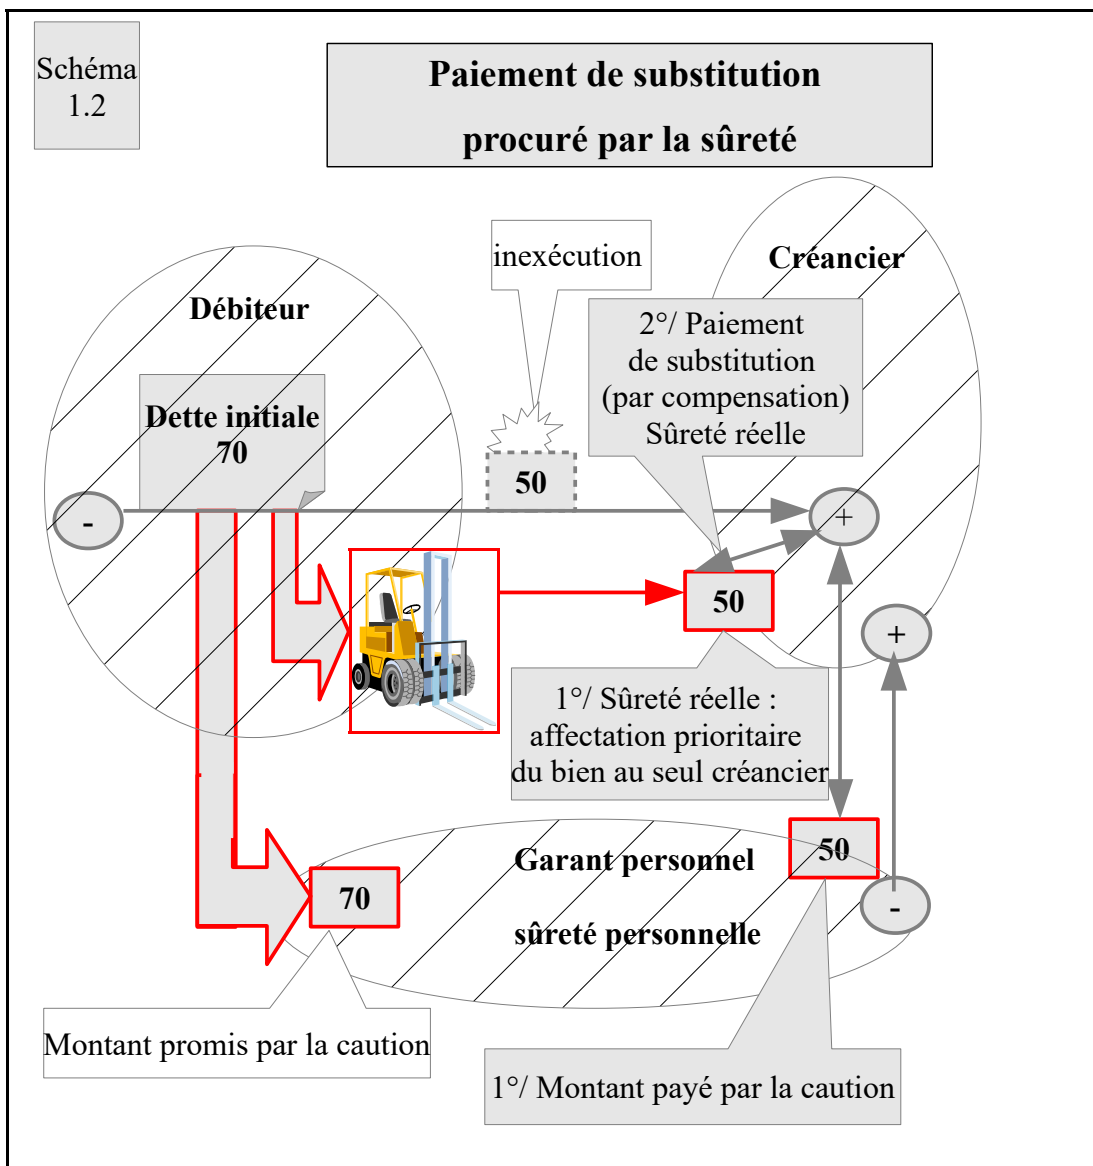 Schéma
1.2
Paiement de substitution
procuré par la sûreté
inexécution
Créancier
Débiteur
2°/ Paiement
de substitution
(par compensation)
Sûreté réelle
Dette initiale
70
50
-
+
50
+
1°/ Sûreté réelle :
affectation prioritaire
du bien au seul créancier
50
Garant personnel
70
-
sûreté personnelle
Montant promis par la caution
1°/ Montant payé par la caution